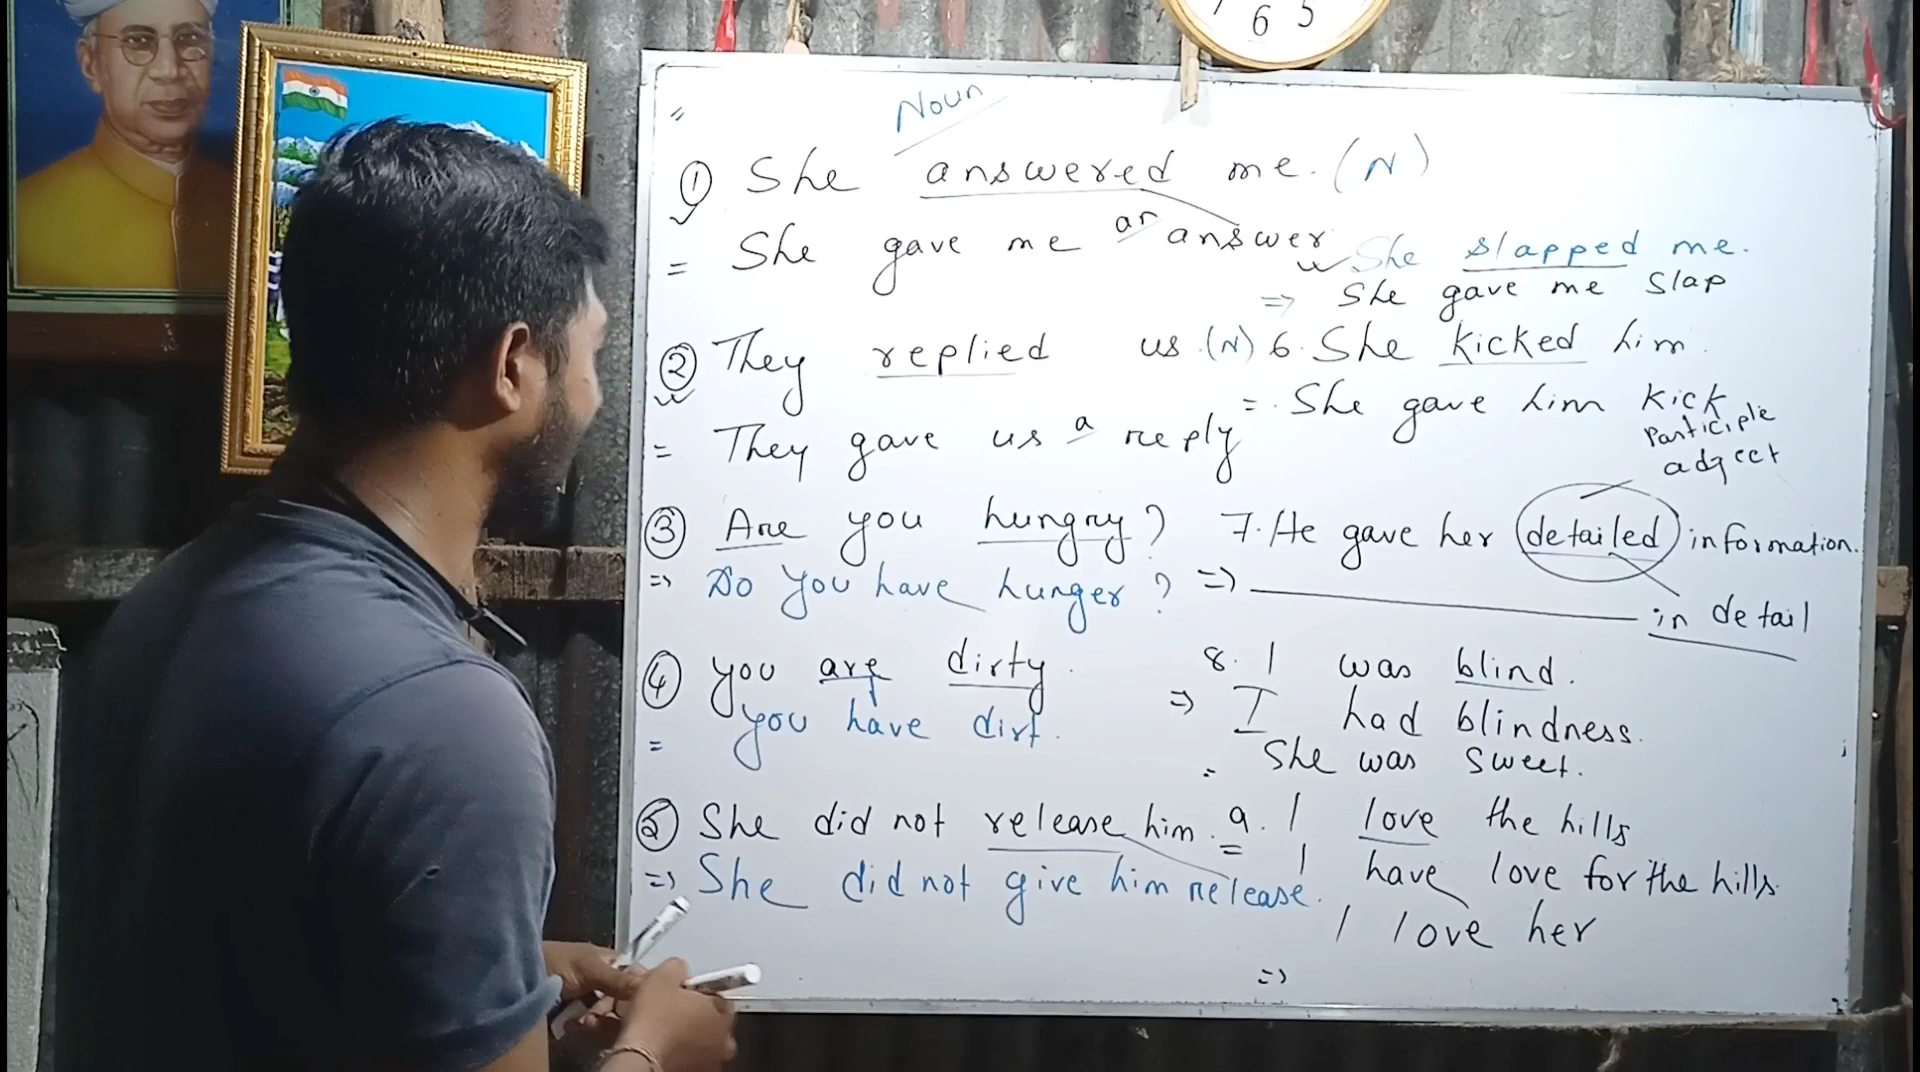 6 5
Noun
① She answered me. (N)
= She gave me an answer
She slapped me.
=> She gave me slap
② They replied us. (N)
= They gave us a reply
6. She kicked him.
= She gave him kick
Participle
adject
③ Are you hungry?
=> Do you have hunger?
7. He gave her detailed information.
=> in detail
④ you are dirty.
= you have dirt.
8. I was blind.
=> I had blindness.
She was sweet.
⑤ She did not release him.
=> She did not give him release.
9. I love the hills
= I have love for the hills.
I love her
=>